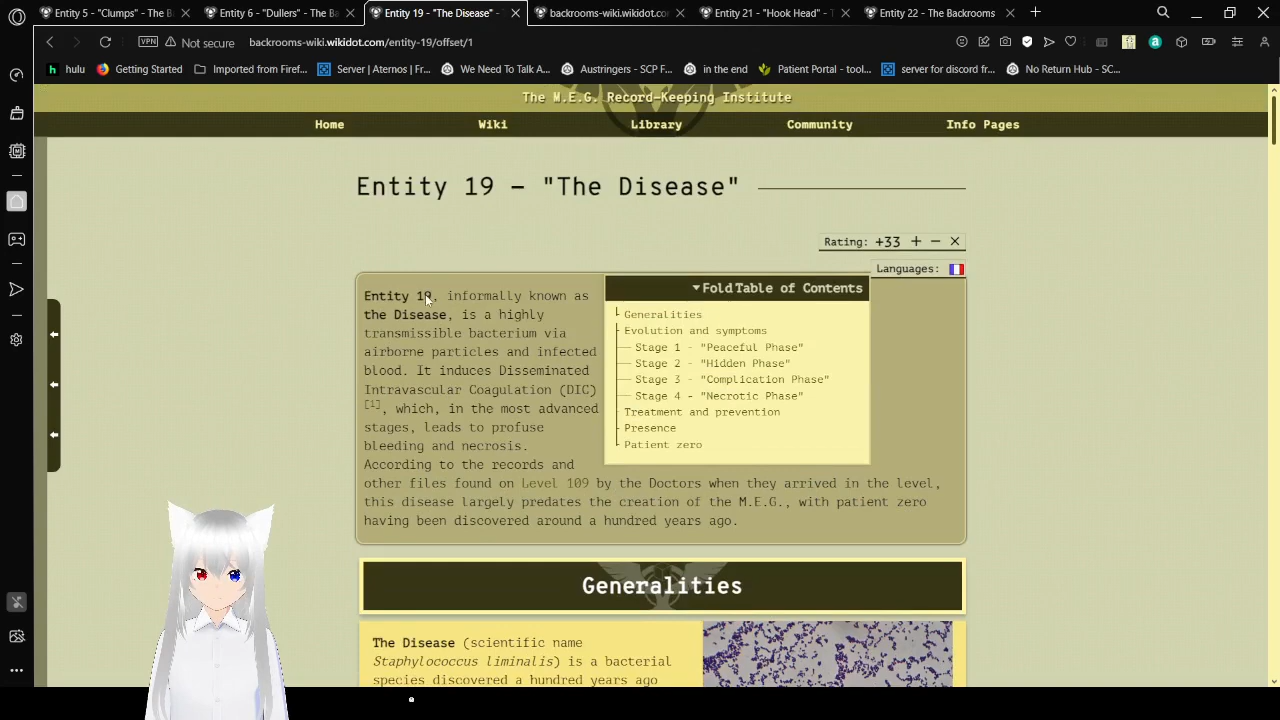 Entity 5 - "Clumps" - The B
Entity 6 - "Dullers" - The Ba
Entity 19 - "The Disease" -
backrooms-wiki.wikidot.co
Entity 21 - "Hook Head" - T
Entity 22 - The Backrooms
VPN
Not secure
backrooms-wiki.wikidot.com/entity-19/offset/1
hulu
Getting Started
Imported from Firef...
Server | Aternos | Fr...
We Need To Talk A...
Austringers - SCP F...
in the end
Patient Portal - tool...
server for discord fr...
No Return Hub - SC...
The M.E.G. Record-Keeping Institute
Home
Wiki
Library
Community
Info Pages
Entity 19 - "The Disease"
Rating: +33 + − ×
Languages:
Entity 19, informally known as
the Disease, is a highly
transmissible bacterium via
airborne particles and infected
blood. It induces Disseminated
Intravascular Coagulation (DIC)
[1], which, in the most advanced
stages, leads to profuse
bleeding and necrosis.
According to the records and
other files found on Level 109 by the Doctors when they arrived in the level,
this disease largely predates the creation of the M.E.G., with patient zero
having been discovered around a hundred years ago.
Fold Table of Contents
Generalities
Evolution and symptoms
Stage 1 - "Peaceful Phase"
Stage 2 - "Hidden Phase"
Stage 3 - "Complication Phase"
Stage 4 - "Necrotic Phase"
Treatment and prevention
Presence
Patient zero
Generalities
The Disease (scientific name
Staphylococcus liminalis) is a bacterial
species discovered a hundred years ago